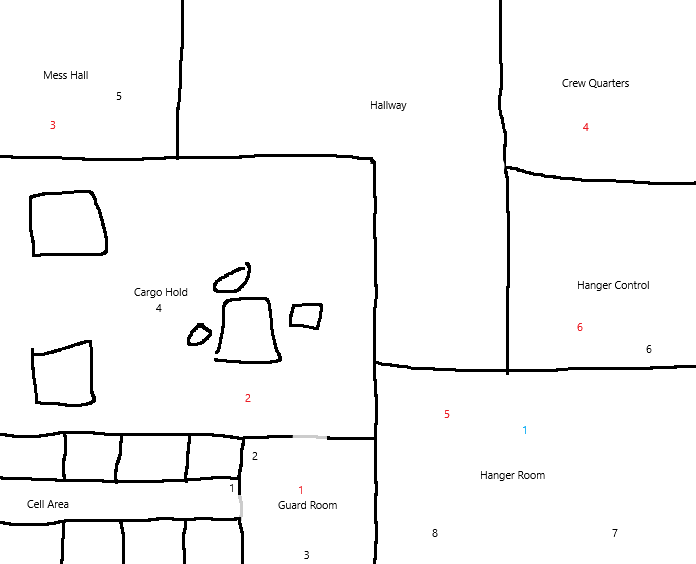 Mess Hall
5
3
Hallway
Crew Quarters
4
Cargo Hold
4
2
Hanger Control
6
6
5
1
Hanger Room
8
7
2
1
1
Cell Area
Guard Room
3